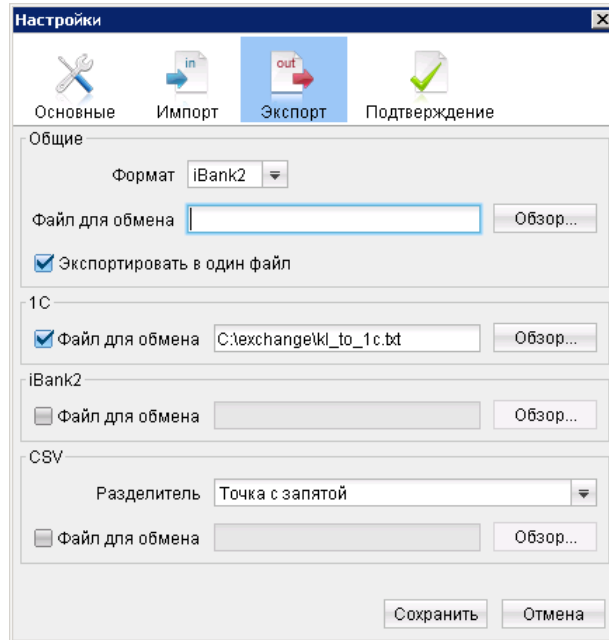 Настройки
in
out
Основные Импорт Экспорт Подтверждение
Общие
Формат iBank2
Файл для обмена Обзор...
Экспортировать в один файл
1C
Файл для обмена C:\exchange\kl_to_1c.txt Обзор...
iBank2
Файл для обмена Обзор...
CSV
Разделитель Точка с запятой
Файл для обмена Обзор...
Сохранить Отмена